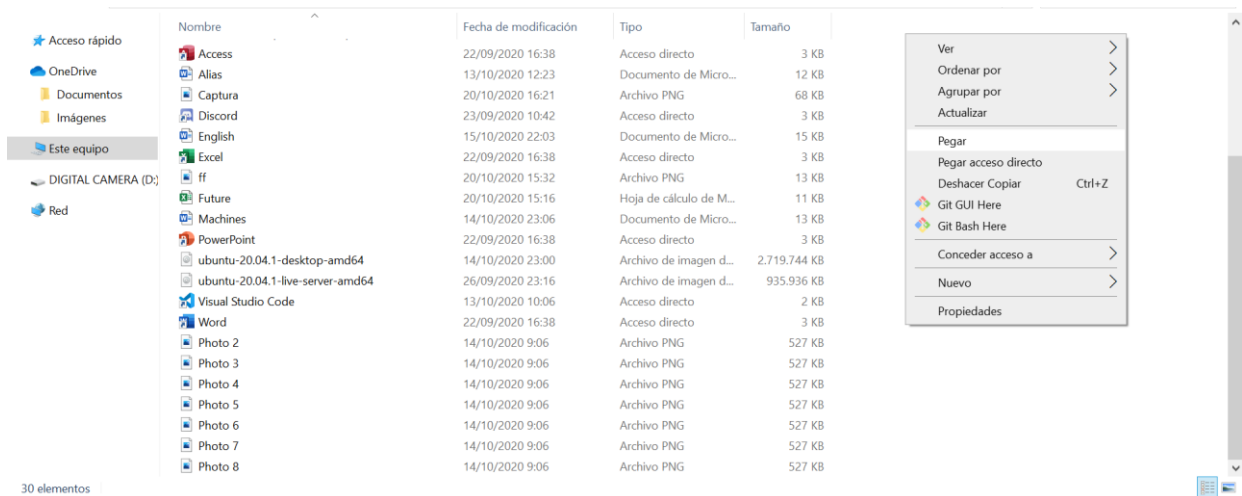 Nombre Fecha de modificación Tipo Tamaño
Acceso rápido
OneDrive
Documentos
Imágenes
Este equipo
DIGITAL CAMERA (D:)
Red
Access 22/09/2020 16:38 Acceso directo 3 KB
Alias 13/10/2020 12:23 Documento de Micro... 12 KB
Captura 20/10/2020 16:21 Archivo PNG 68 KB
Discord 23/09/2020 10:42 Acceso directo 3 KB
English 15/10/2020 22:03 Documento de Micro... 15 KB
Excel 22/09/2020 16:38 Acceso directo 3 KB
ff 20/10/2020 15:32 Archivo PNG 13 KB
Future 20/10/2020 15:16 Hoja de cálculo de M... 11 KB
Machines 14/10/2020 23:06 Documento de Micro... 13 KB
PowerPoint 22/09/2020 16:38 Acceso directo 3 KB
ubuntu-20.04.1-desktop-amd64 14/10/2020 23:00 Archivo de imagen d... 2.719.744 KB
ubuntu-20.04.1-live-server-amd64 26/09/2020 23:16 Archivo de imagen d... 935.936 KB
Visual Studio Code 13/10/2020 10:06 Acceso directo 2 KB
Word 22/09/2020 16:38 Acceso directo 3 KB
Photo 2 14/10/2020 9:06 Archivo PNG 527 KB
Photo 3 14/10/2020 9:06 Archivo PNG 527 KB
Photo 4 14/10/2020 9:06 Archivo PNG 527 KB
Photo 5 14/10/2020 9:06 Archivo PNG 527 KB
Photo 6 14/10/2020 9:06 Archivo PNG 527 KB
Photo 7 14/10/2020 9:06 Archivo PNG 527 KB
Photo 8 14/10/2020 9:06 Archivo PNG 527 KB
Ver
Ordenar por
Agrupar por
Actualizar
Pegar
Pegar acceso directo
Deshacer Copiar Ctrl+Z
Git GUI Here
Git Bash Here
Conceder acceso a
Nuevo
Propiedades
30 elementos